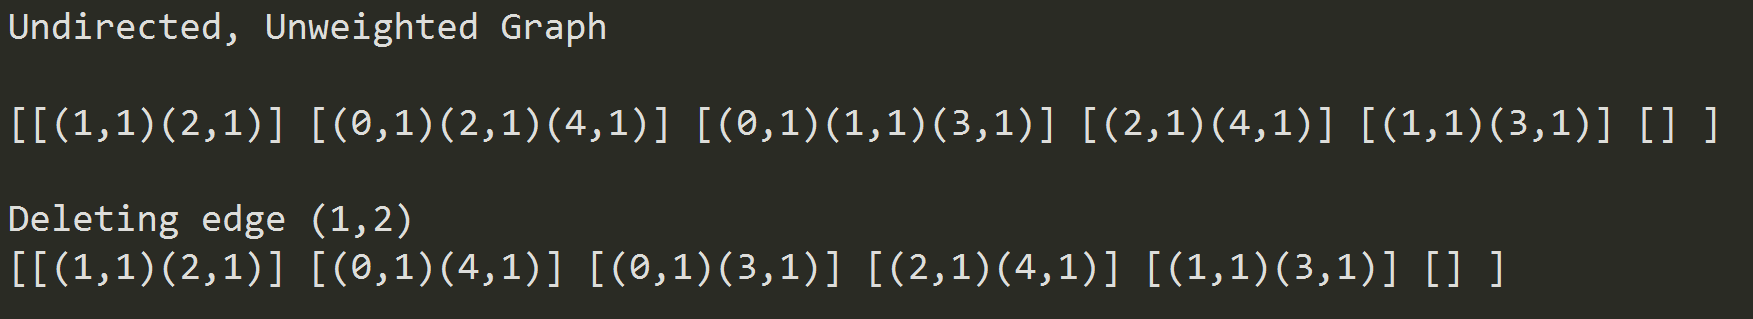 Undirected, Unweighted Graph
[[(1,1)(2,1)] [(0,1)(2,1)(4,1)] [(0,1)(1,1)(3,1)] [(2,1)(4,1)] [(1,1)(3,1)] [] ]
Deleting edge (1,2)
[[(1,1)(2,1)] [(0,1)(4,1)] [(0,1)(3,1)] [(2,1)(4,1)] [(1,1)(3,1)] [] ]